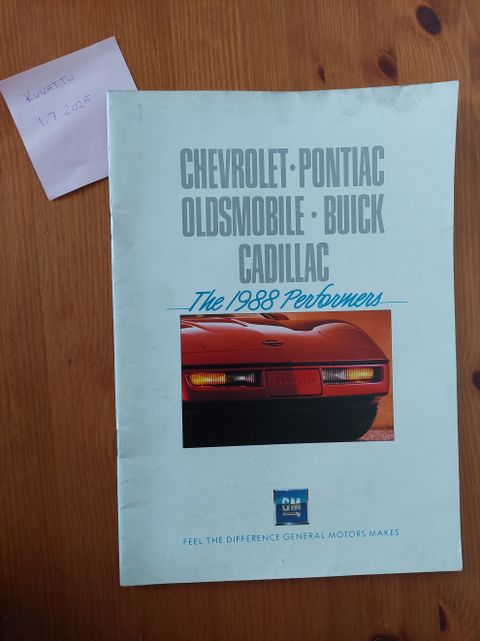 KUVATTU
1.7.2025
CHEVROLET·PONTIAC
OLDSMOBILE · BUICK
CADILLAC
The 1988 Performers
CORVETTE
GM
FEEL THE DIFFERENCE GENERAL MOTORS MAKES